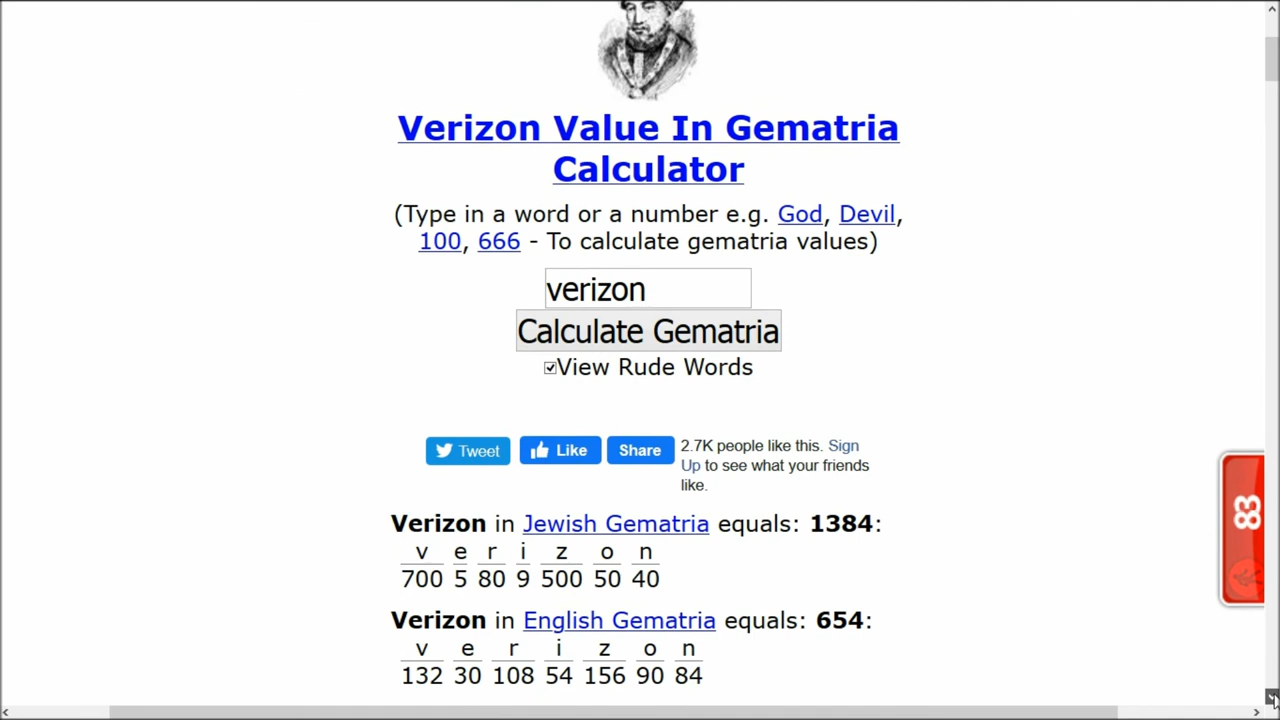 Verizon Value In Gematria
Calculator
(Type in a word or a number e.g. God, Devil,
100, 666 - To calculate gematria values)
verizon
Calculate Gematria
View Rude Words
Tweet Like Share 2.7K people like this. Sign
Up to see what your friends
like.
83
Verizon in Jewish Gematria equals: 1384:
v e r i z o n
700 5 80 9 500 50 40
Verizon in English Gematria equals: 654:
v e r i z o n
132 30 108 54 156 90 84